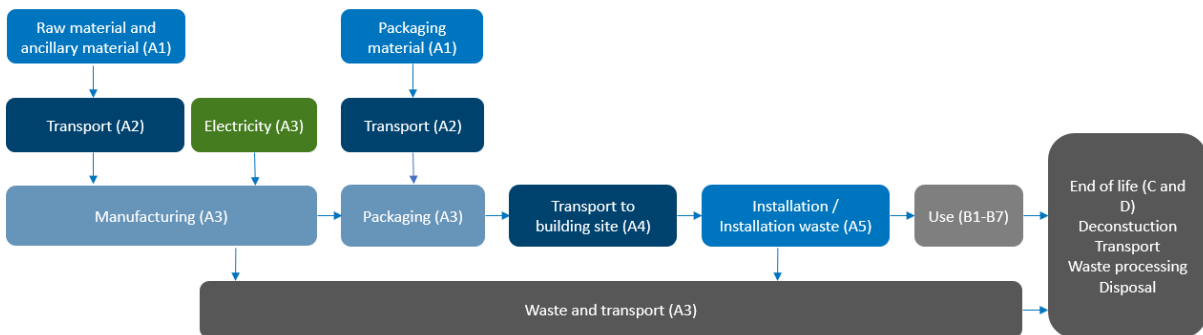 Raw material and
ancillary material (A1)
Packaging
material (A1)
Transport (A2)
Electricity (A3)
Transport (A2)
Manufacturing (A3)
Packaging (A3)
Transport to
building site (A4)
Installation /
Installation waste (A5)
Use (B1-B7)
End of life (C and
D)
Deconstuction
Transport
Waste processing
Disposal
Waste and transport (A3)